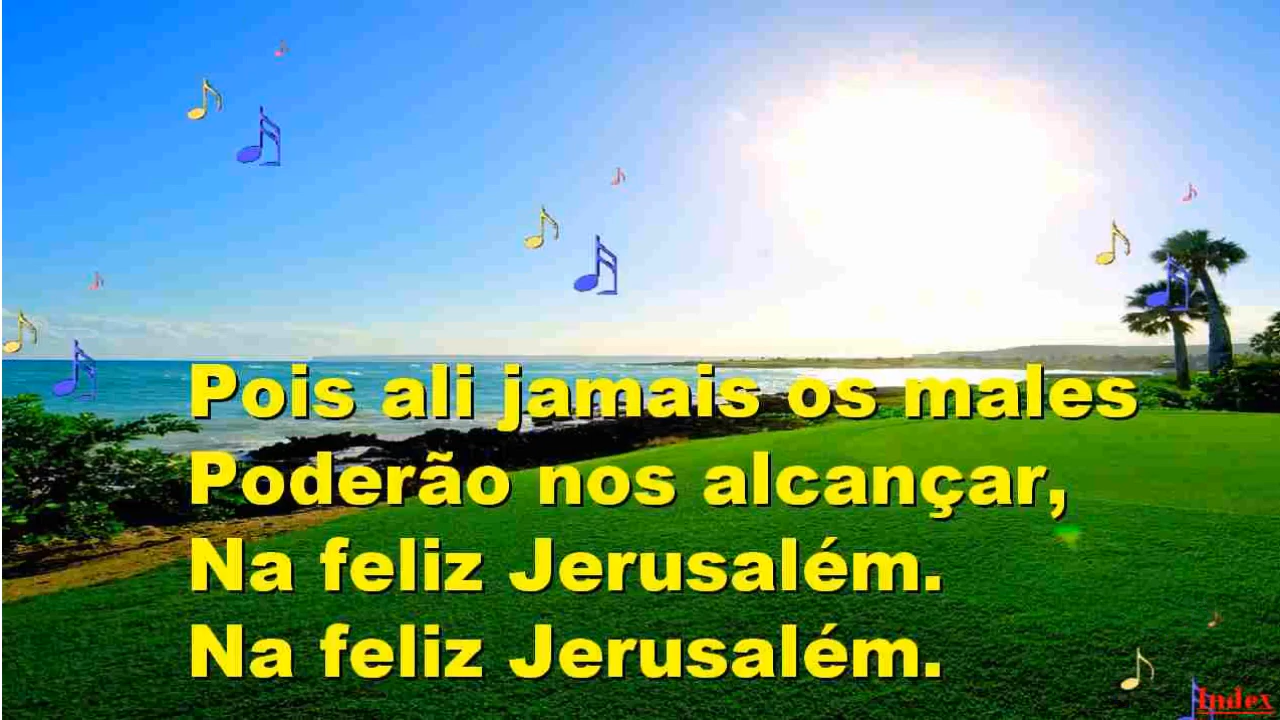 Pois ali jamais os males
Poderão nos alcançar,
Na feliz Jerusalém.
Na feliz Jerusalém.
Index